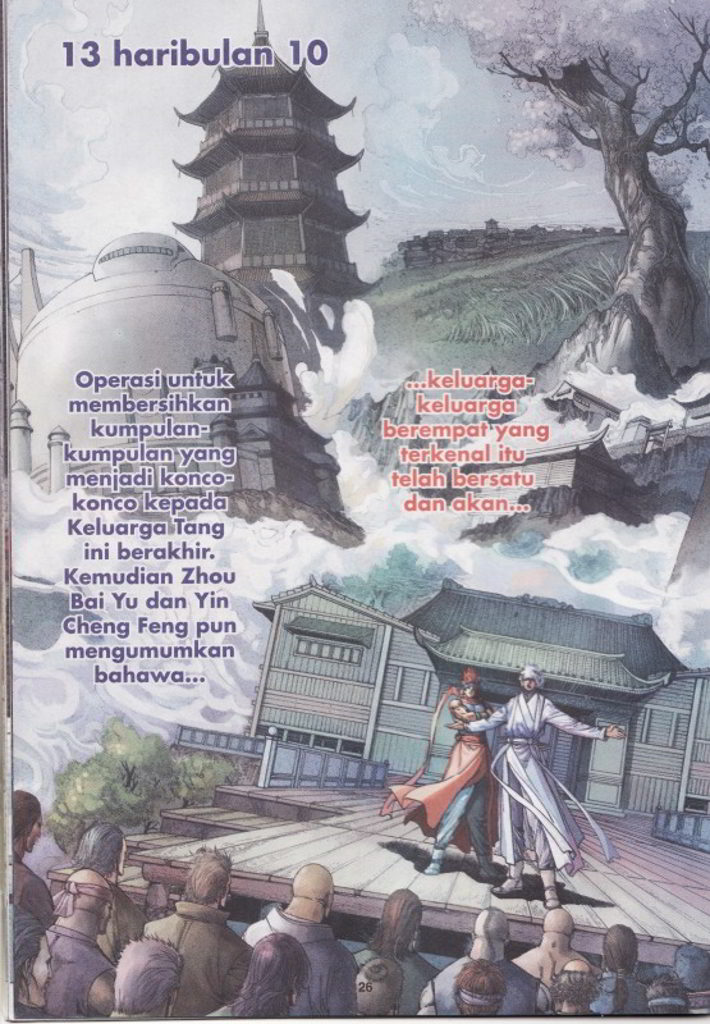 13 haribulan 10
Operasi untuk
membersihkan
kumpulan-
kumpulan yang
menjadi konco-
konco kepada
Keluarga Tang
ini berakhir.
Kemudian Zhou
Bai Yu dan Yin
Cheng Feng pun
mengumumkan
bahawa...
...keluarga-
keluarga
berempat yang
terkenal itu
telah bersatu
dan akan...
26